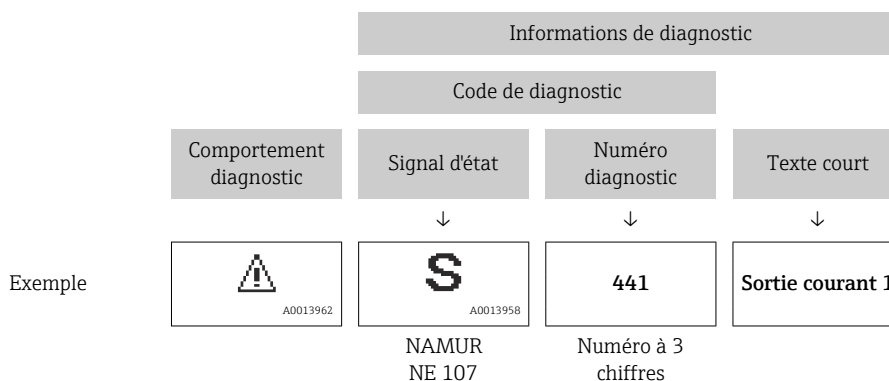 Informations de diagnostic
Code de diagnostic
Comportement
diagnostic
Signal d'état
Numéro
diagnostic
Texte court
↓ ↓ ↓
Exemple
A0013962
S
A0013958
441
Sortie courant 1
NAMUR
NE 107
Numéro à 3
chiffres